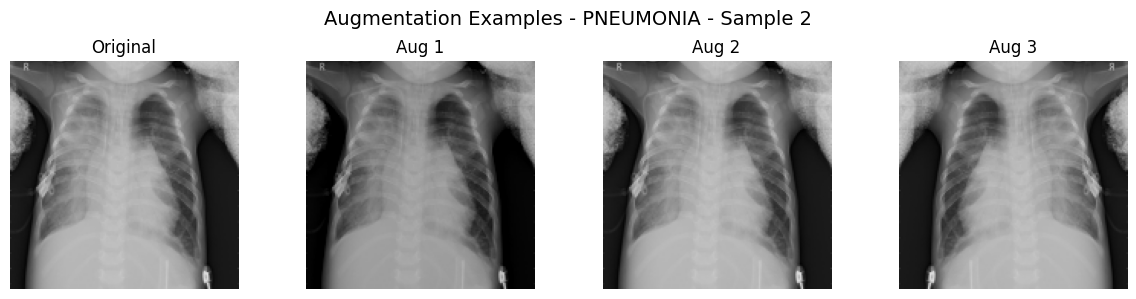 Augmentation Examples - PNEUMONIA - Sample 2
Original
Aug 1
Aug 2
Aug 3
R
R
R
R